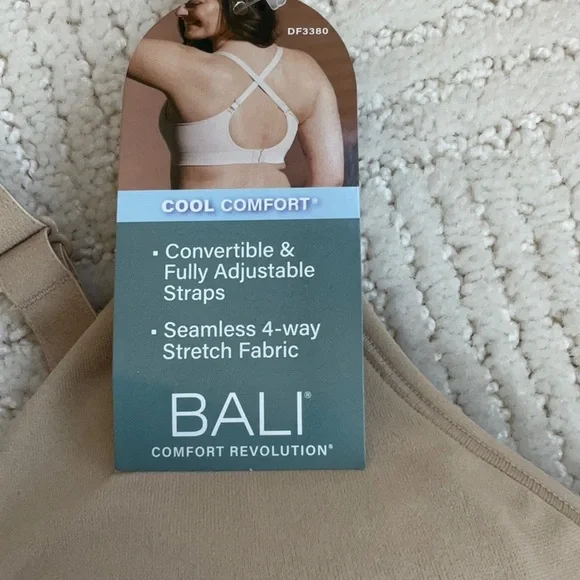 DF3380
COOL COMFORT®
▪ Convertible &
Fully Adjustable
Straps
▪ Seamless 4-way
Stretch Fabric
BALI®
COMFORT REVOLUTION®